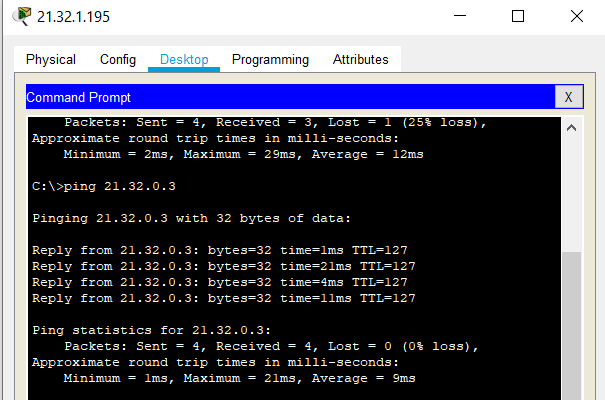 21.32.1.195
Physical Config Desktop Programming Attributes
Command Prompt X
    Packets: Sent = 4, Received = 3, Lost = 1 (25% loss),
Approximate round trip times in milli-seconds:
    Minimum = 2ms, Maximum = 29ms, Average = 12ms
C:\>ping 21.32.0.3
Pinging 21.32.0.3 with 32 bytes of data:
Reply from 21.32.0.3: bytes=32 time=1ms TTL=127
Reply from 21.32.0.3: bytes=32 time=21ms TTL=127
Reply from 21.32.0.3: bytes=32 time=4ms TTL=127
Reply from 21.32.0.3: bytes=32 time=11ms TTL=127
Ping statistics for 21.32.0.3:
    Packets: Sent = 4, Received = 4, Lost = 0 (0% loss),
Approximate round trip times in milli-seconds:
    Minimum = 1ms, Maximum = 21ms, Average = 9ms